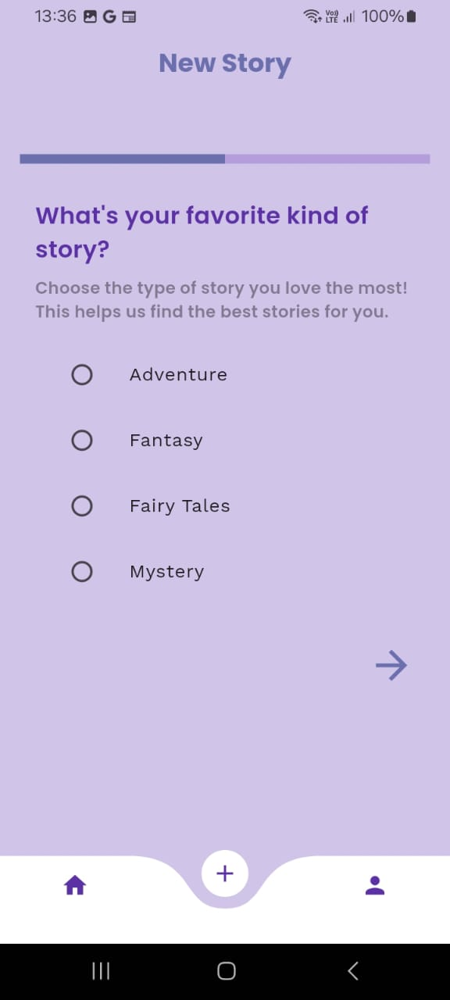 13:36 G Vo)) LTE 100%
New Story
What's your favorite kind of
story?
Choose the type of story you love the most!
This helps us find the best stories for you.
Adventure
Fantasy
Fairy Tales
Mystery